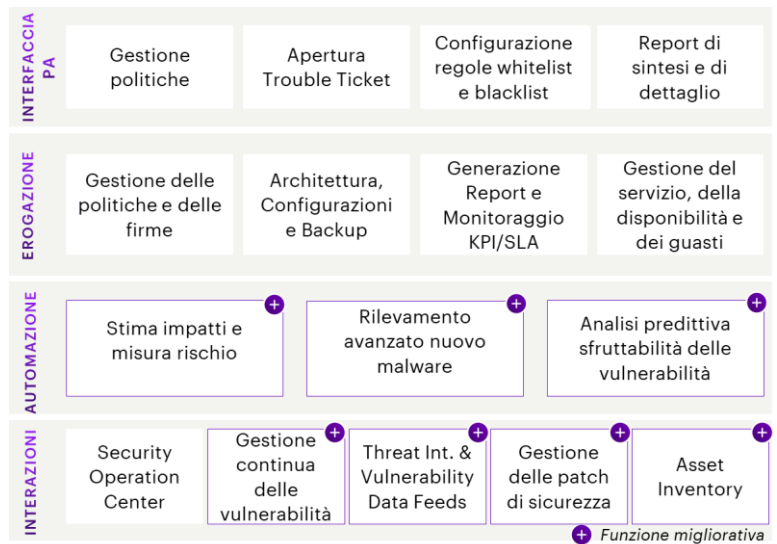 INTERFACCIA
PA
Gestione
politiche
Apertura
Trouble Ticket
Configurazione
regole whitelist
e blacklist
Report di
sintesi e di
dettaglio
EROGAZIONE
Gestione delle
politiche e delle
firme
Architettura,
Configurazioni
e Backup
Generazione
Report e
Monitoraggio
KPI/SLA
Gestione del
servizio, della
disponibilità e
dei guasti
AUTOMAZIONE
Stima impatti e
misura rischio
+
Rilevamento
avanzato nuovo
malware
+
Analisi predittiva
sfruttabilità delle
vulnerabilità
+
INTERAZIONI
Security
Operation
Center
Gestione
continua
delle
vulnerabilità
+
Threat Int. &
Vulnerability
Data Feeds
+
Gestione
delle patch
di sicurezza
+
Asset
Inventory
+
+ Funzione migliorativa